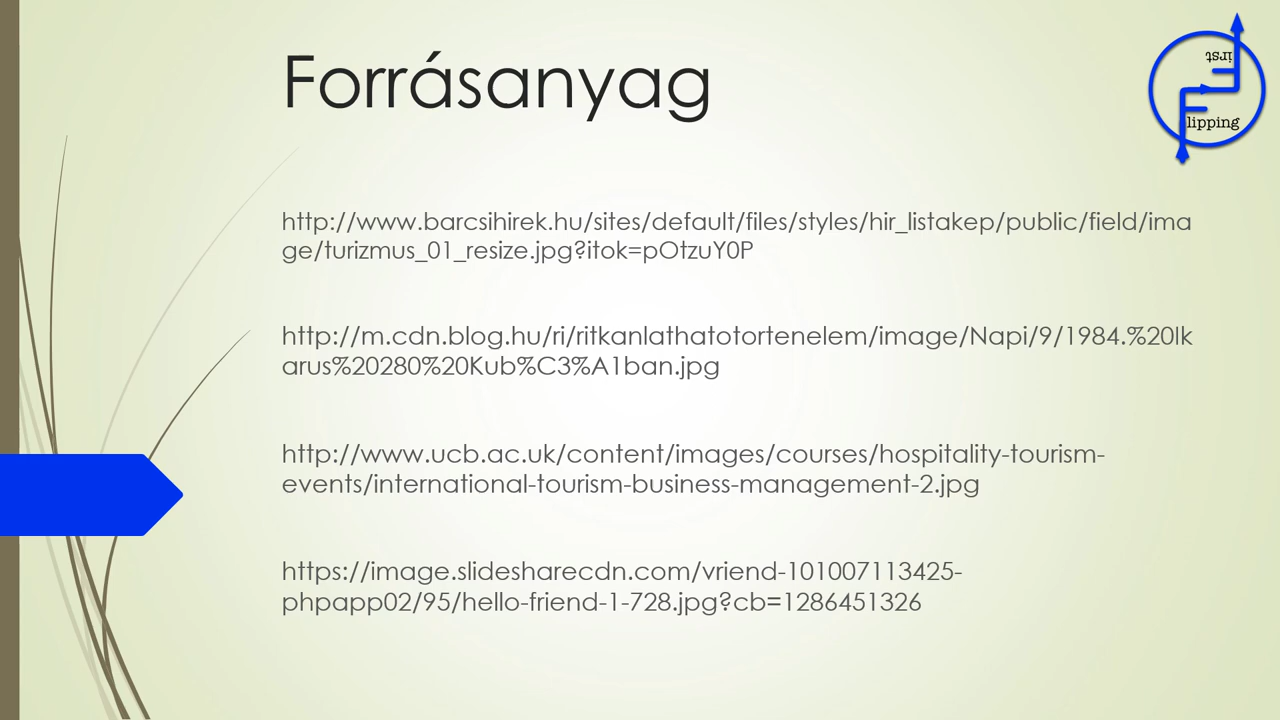 Forrásanyag
irst
lipping
http://www.barcsihirek.hu/sites/default/files/styles/hir_listakep/public/field/ima
ge/turizmus_01_resize.jpg?itok=pOtzuY0P
http://m.cdn.blog.hu/ri/ritkanlathatotortenelem/image/Napi/9/1984.%20Ik
arus%20280%20Kub%C3%A1ban.jpg
http://www.ucb.ac.uk/content/images/courses/hospitality-tourism-
events/international-tourism-business-management-2.jpg
https://image.slidesharecdn.com/vriend-101007113425-
phpapp02/95/hello-friend-1-728.jpg?cb=1286451326